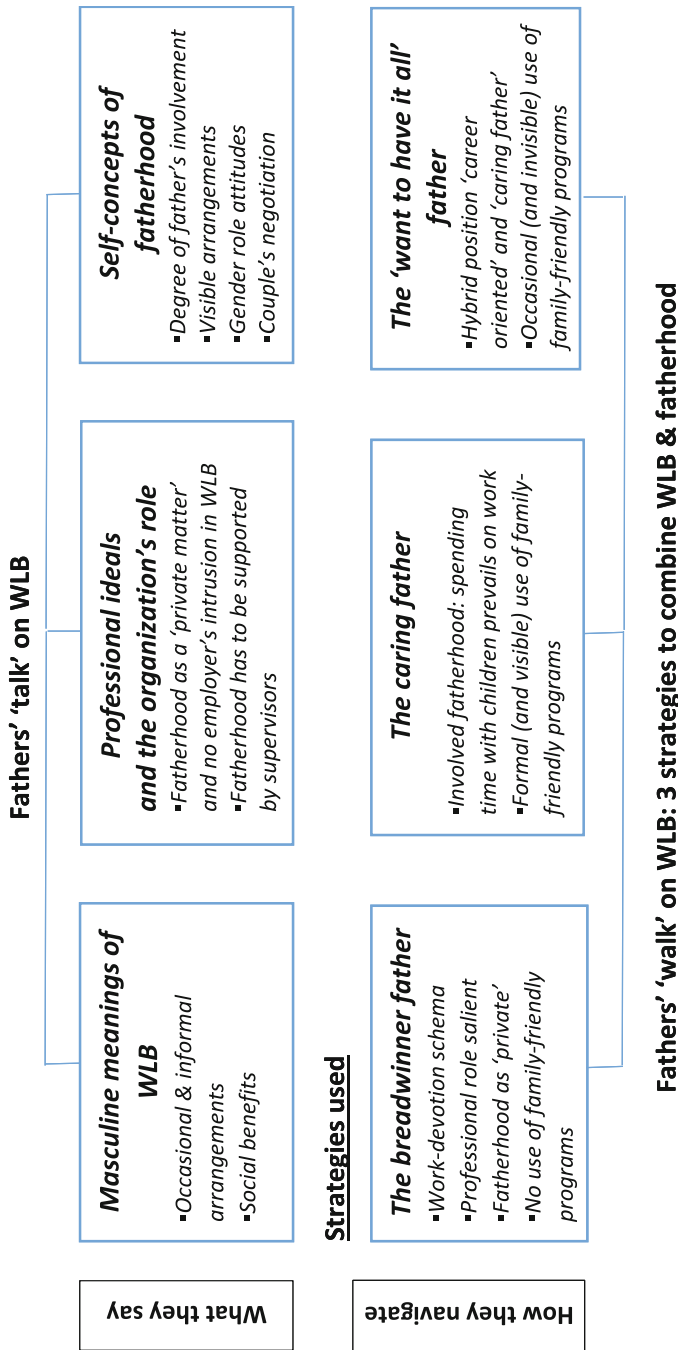 Fathers' 'talk' on WLB
What they say
Masculine meanings of
WLB
▪Occasional & informal
arrangements
▪Social benefits
Professional ideals
and the organization's role
▪Fatherhood as a 'private matter'
and no employer's intrusion in WLB
▪Fatherhood has to be supported
by supervisors
Self-concepts of
fatherhood
▪Degree of father's involvement
▪Visible arrangements
▪Gender role attitudes
▪Couple's negotiation
Strategies used
How they navigate
The breadwinner father
▪Work-devotion schema
▪Professional role salient
▪Fatherhood as 'private'
▪No use of family-friendly
programs
The caring father
▪Involved fatherhood: spending
time with children prevails on work
▪Formal (and visible) use of family-
friendly programs
The 'want to have it all'
father
▪Hybrid position 'career
oriented' and 'caring father'
▪Occasional (and invisible) use of
family-friendly programs
Fathers' 'walk' on WLB: 3 strategies to combine WLB & fatherhood